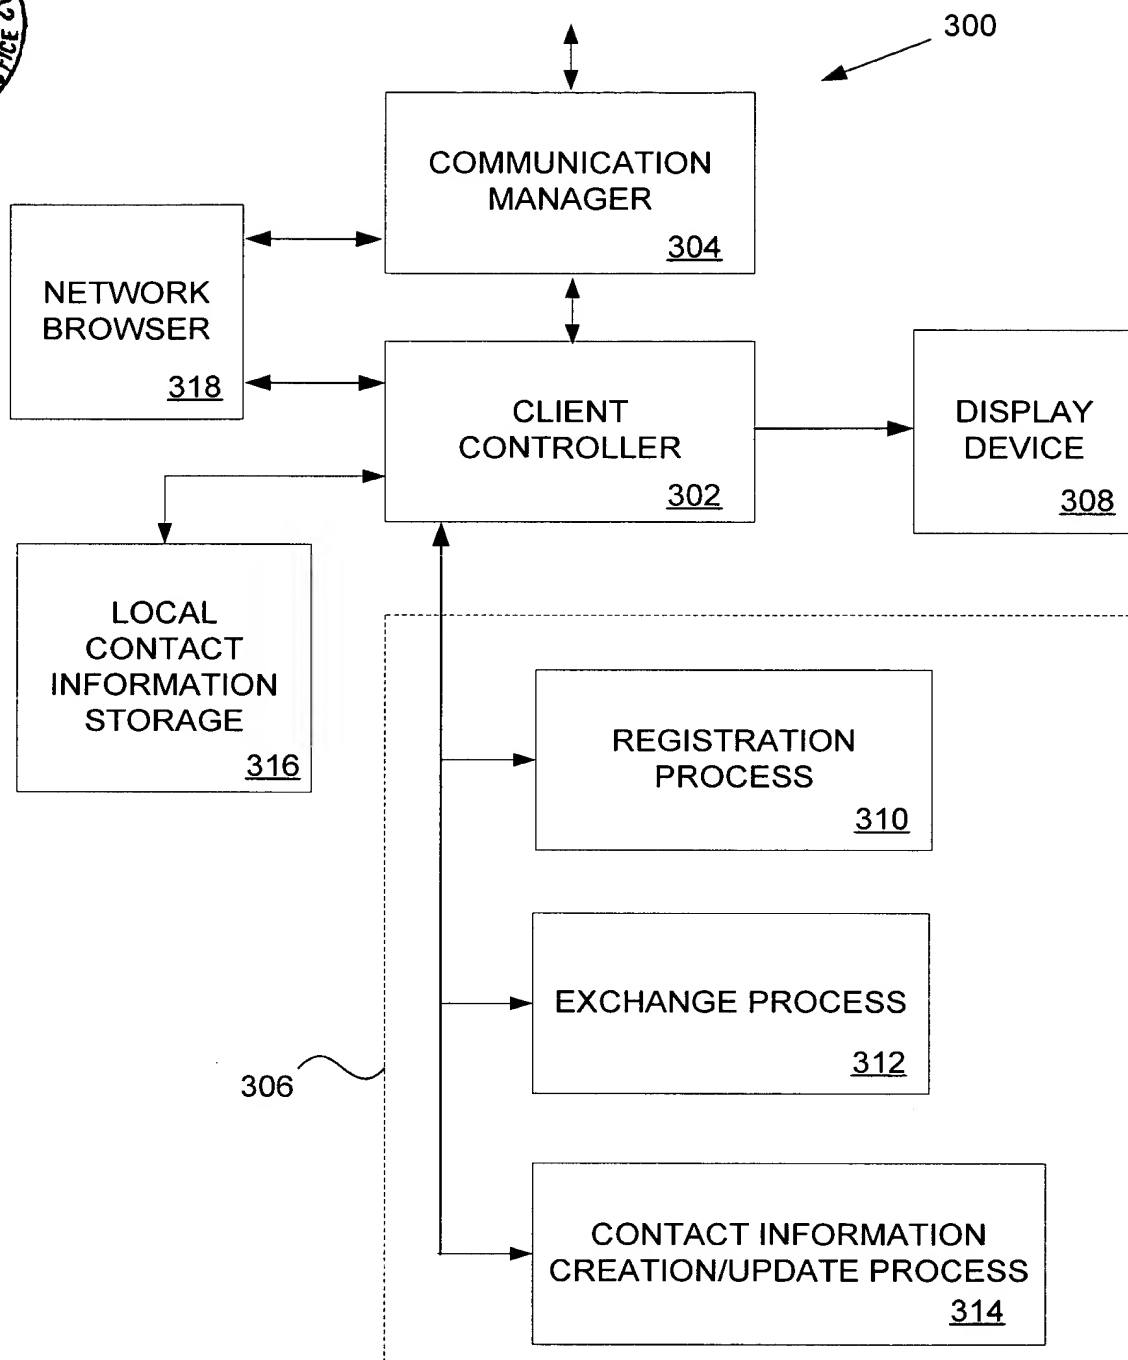 FICE
300
COMMUNICATION
MANAGER
304
NETWORK
BROWSER
318
CLIENT
CONTROLLER
302
DISPLAY
DEVICE
308
LOCAL
CONTACT
INFORMATION
STORAGE
316
REGISTRATION
PROCESS
310
EXCHANGE PROCESS
312
306
CONTACT INFORMATION
CREATION/UPDATE PROCESS
314